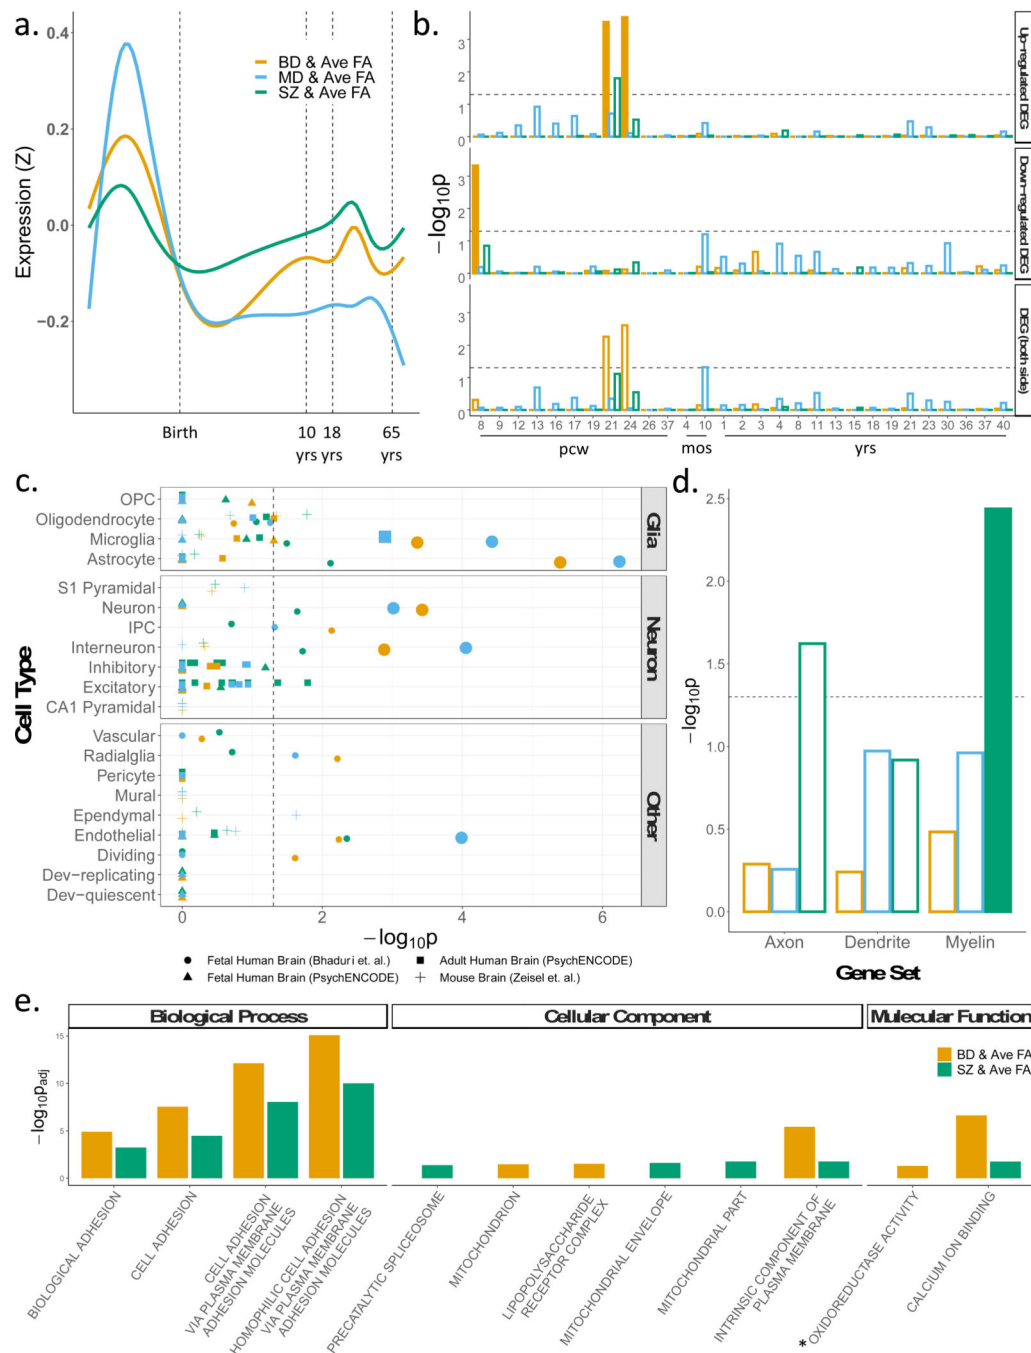 a.
BD & Ave FA
MD & Ave FA
SZ & Ave FA
Expression (Z)
0.4
0.2
0.0
−0.2
Birth
10
yrs
18
yrs
65
yrs
b.
−log10p
3
2
1
0
Up-regulated DEG
3
2
1
0
Down-regulated DEG
3
2
1
0
DEG (both side)
8 9 12 13 16 17 19 21 22 24 26 37 4 10 1 2 3 4 8 11 13 15 18 19 21 23 30 36 37 40
pcw mos yrs
c.
Cell Type
OPC
Oligodendrocyte
Microglia
Astrocyte
Glia
S1 Pyramidal
Neuron
IPC
Interneuron
Inhibitory
Excitatory
CA1 Pyramidal
Neuron
Vascular
Radialglia
Pericyte
Mural
Ependymal
Endothelial
Dividing
Dev−replicating
Dev−quiescent
Other
0 2 4 6
−log10p
Fetal Human Brain (Bhaduri et. al.)
Adult Human Brain (PsychENCODE)
Fetal Human Brain (PsychENCODE)
Mouse Brain (Zeisel et. al.)
d.
−log10p
2.5
2.0
1.5
1.0
0.5
0.0
Axon Dendrite Myelin
Gene Set
e.
Biological Process
Cellular Component
Molecular Function
BD & Ave FA
SZ & Ave FA
−log10padj
15
10
5
0
BIOLOGICAL ADHESION
CELL ADHESION
CELL ADHESION
VIA PLASMA MEMBRANE
ADHESION MOLECULES
HOMOPHILIC CELL ADHESION
VIA PLASMA MEMBRANE
ADHESION MOLECULES
PRECATALYTIC SPLICEOSOME
MITOCHONDRION
LIPOPOLYSACCHARIDE
RECEPTOR COMPLEX
MITOCHONDRIAL ENVELOPE
MITOCHONDRIAL PART
INTRINSIC COMPONENT OF
PLASMA MEMBRANE
*OXIDOREDUCTASE ACTIVITY
CALCIUM ION BINDING